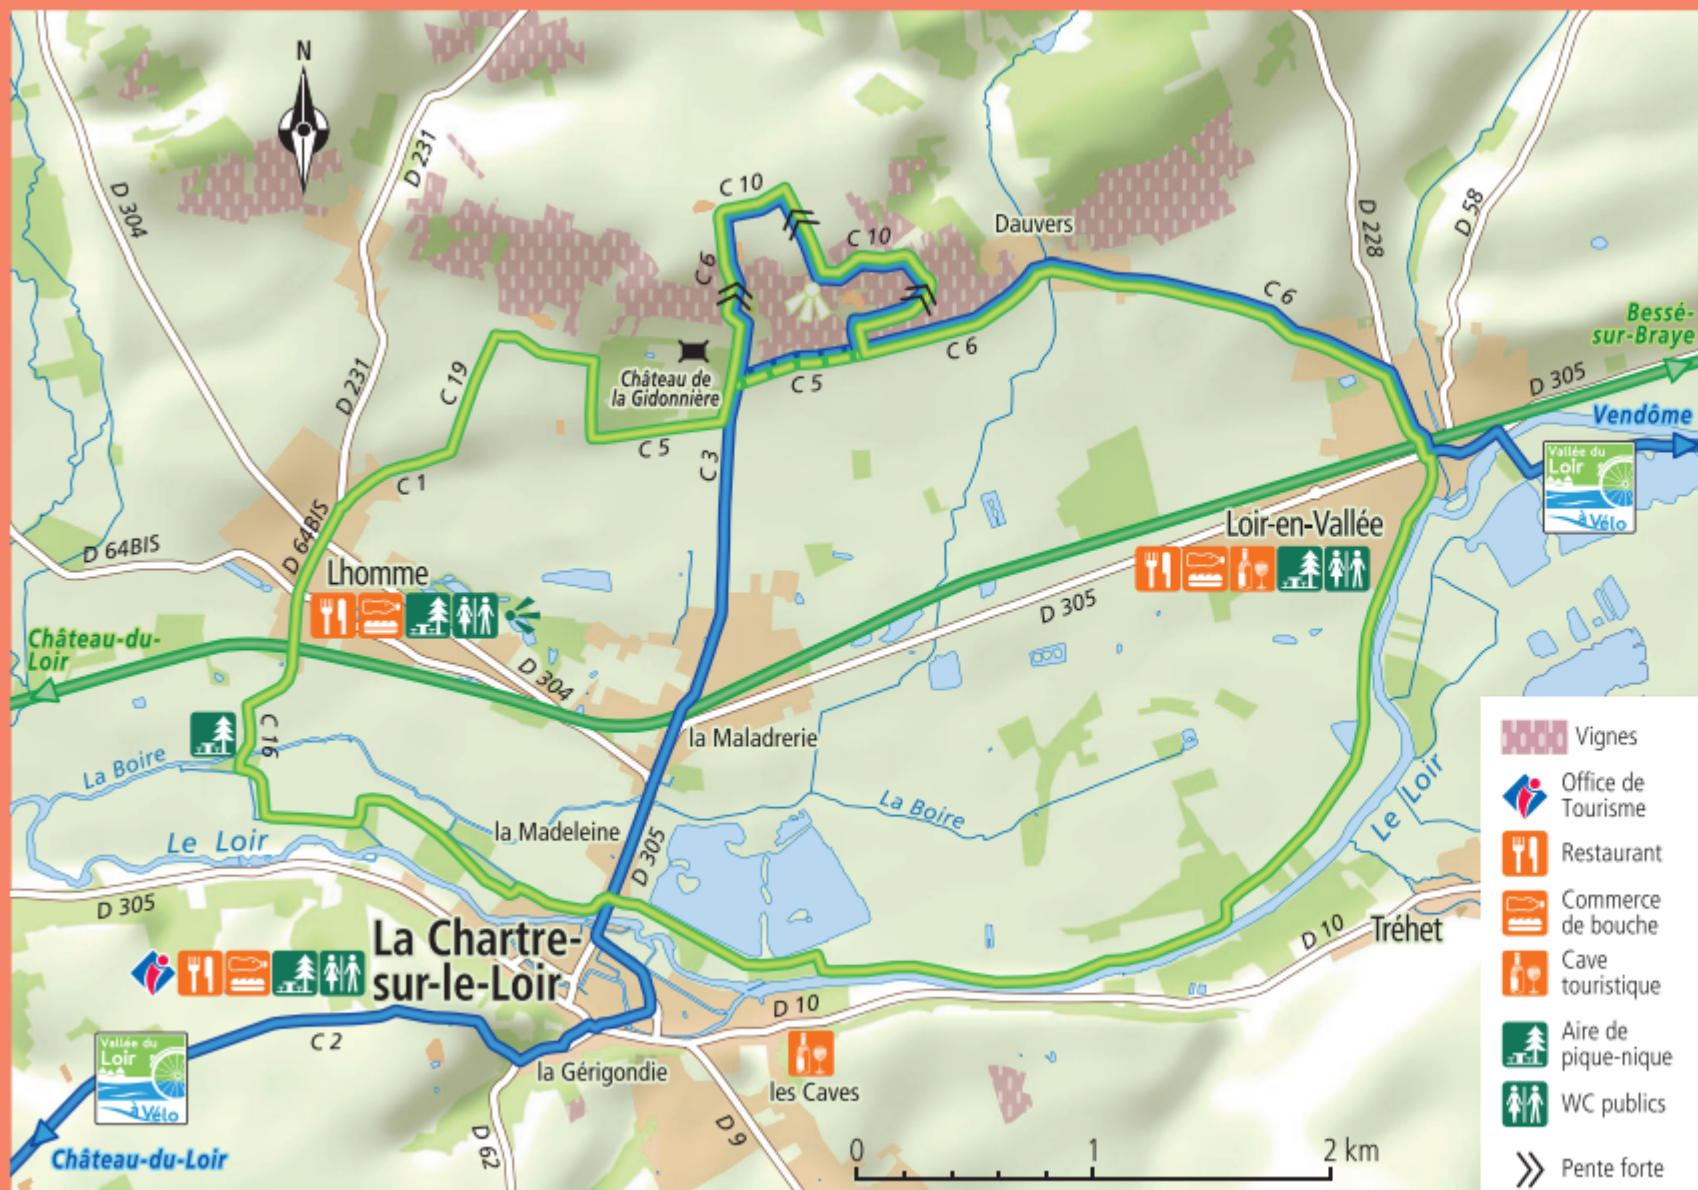 N
D 304
D 231
C 10
C 10
Dauvers
D 228
D 58
C 6
C 6
Bessé-
sur-Braye
D 231
C 19
Château de
la Gidonnière
C 5
C 6
D 305
Vendôme
C 5
C 3
C 1
Vallée du
Loir
à Vélo
D 64BIS
D 64BIS
Loir-en-Vallée
Lhomme
D 305
Château-du-
Loir
D 304
C 16
la Maladrerie
La Boire
La Boire
Le Loir
Le Loir
la Madeleine
D 305
D 305
La Chartre-
sur-le-Loir
D 10
Tréhet
D 10
C 2
Vallée du
Loir
à Vélo
la Gérigondie
les Caves
D 62
D 9
Château-du-Loir
0 1 2 km
Vignes
Office de
Tourisme
Restaurant
Commerce
de bouche
Cave
touristique
Aire de
pique-nique
WC publics
Pente forte